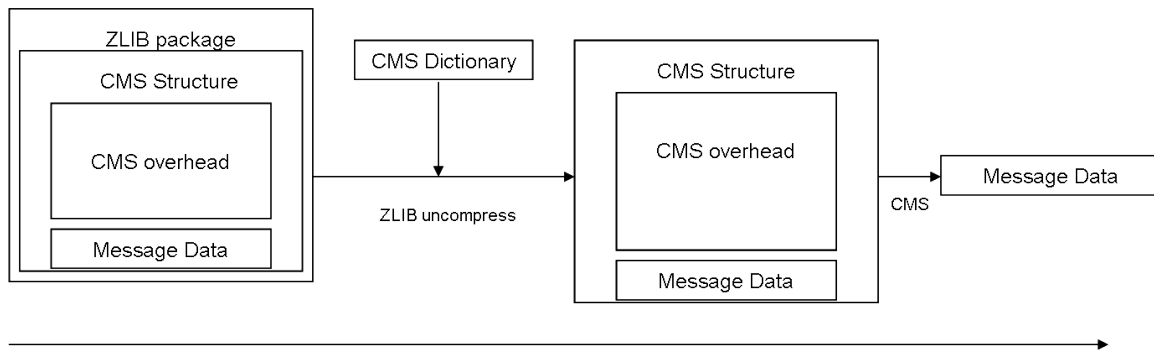 ZLIB package
CMS Structure
CMS overhead
Message Data
CMS Dictionary
ZLIB uncompress
CMS Structure
CMS overhead
Message Data
CMS
Message Data